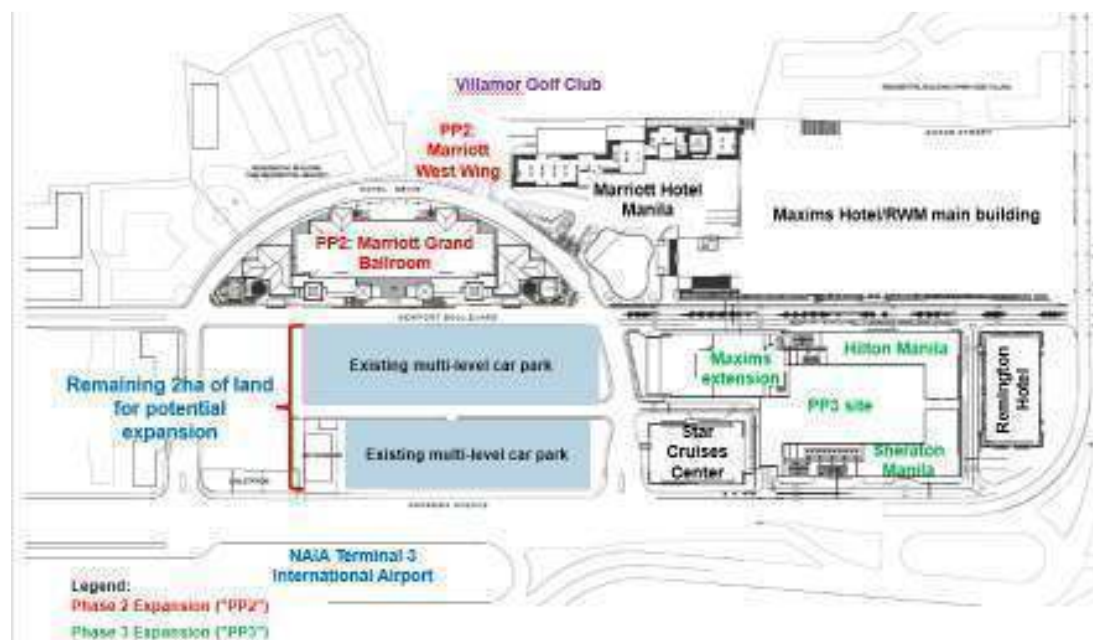 Villamor Golf Club
PP2:
Marriott
West Wing
Marriott Hotel
Manila
Maxims Hotel/RWM main building
PP2: Marriott Grand
Ballroom
NEWPORT BOULEVARD
Remaining 2ha of land
for potential
expansion
Existing multi-level car park
Existing multi-level car park
Maxims
extension
Hilton Manila
PP3 site
Sheraton
Manila
Star
Cruises
Center
Remington
Hotel
NAIA Terminal 3
International Airport
Legend:
Phase 2 Expansion ("PP2")
Phase 3 Expansion ("PP3")